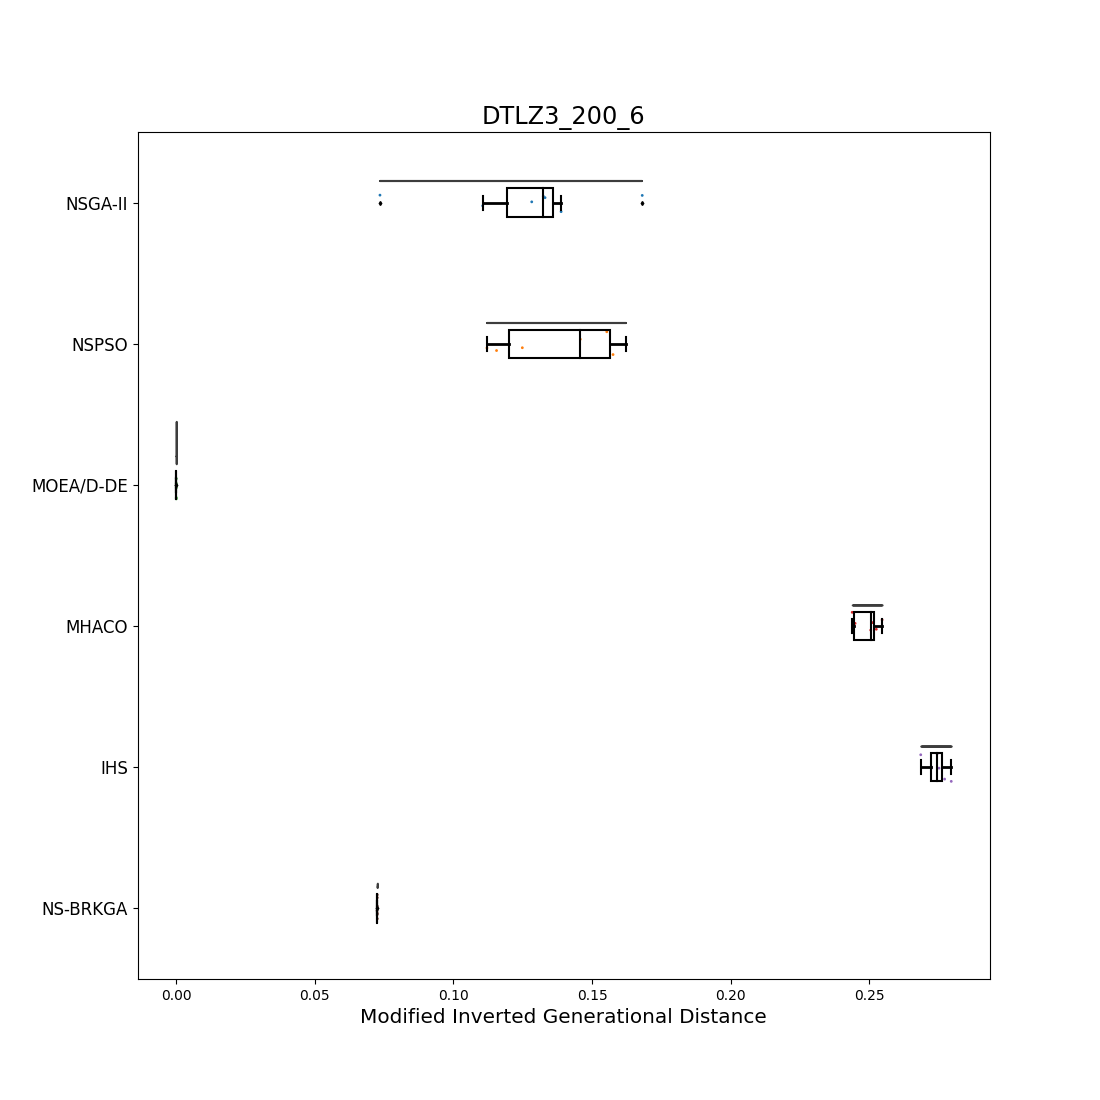 DTLZ3_200_6
NSGA-II
NSPSO
MOEA/D-DE
MHACO
IHS
NS-BRKGA
0.00 0.05 0.10 0.15 0.20 0.25
Modified Inverted Generational Distance